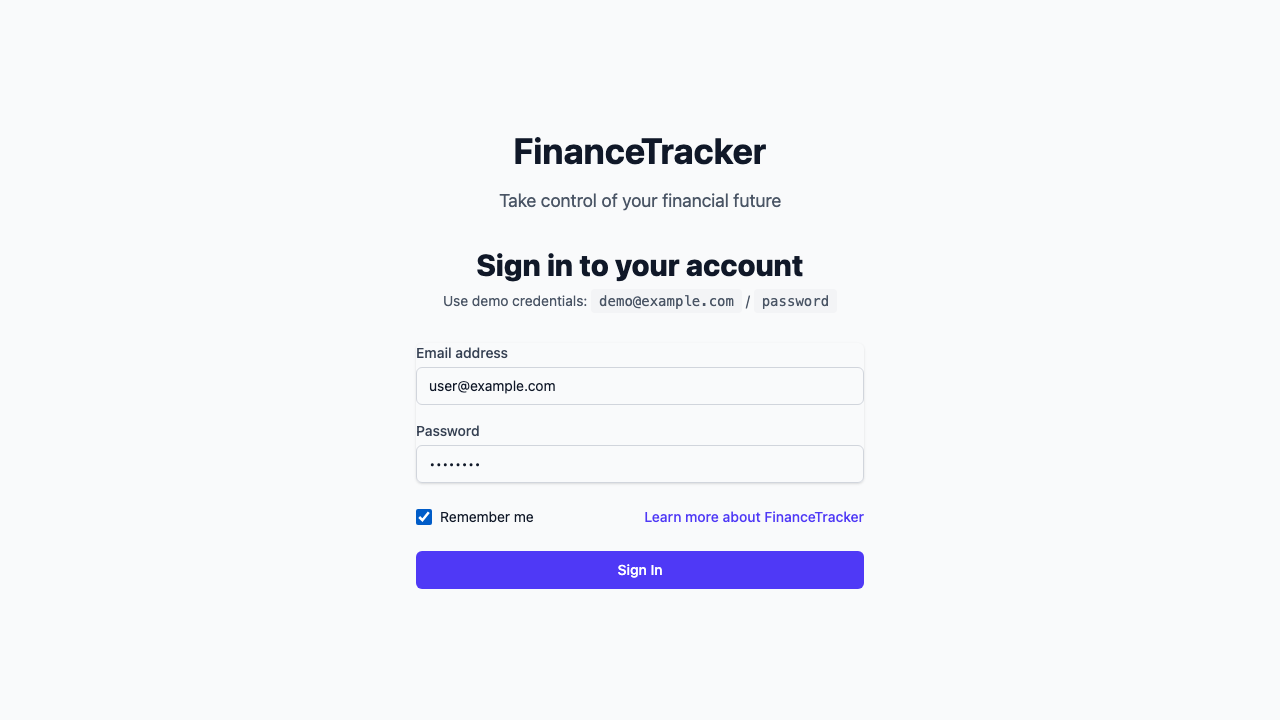 FinanceTracker
Take control of your financial future
Sign in to your account
Use demo credentials: demo@example.com / password
Email address
user@example.com
Password
••••••••
Remember me
Learn more about FinanceTracker
Sign In